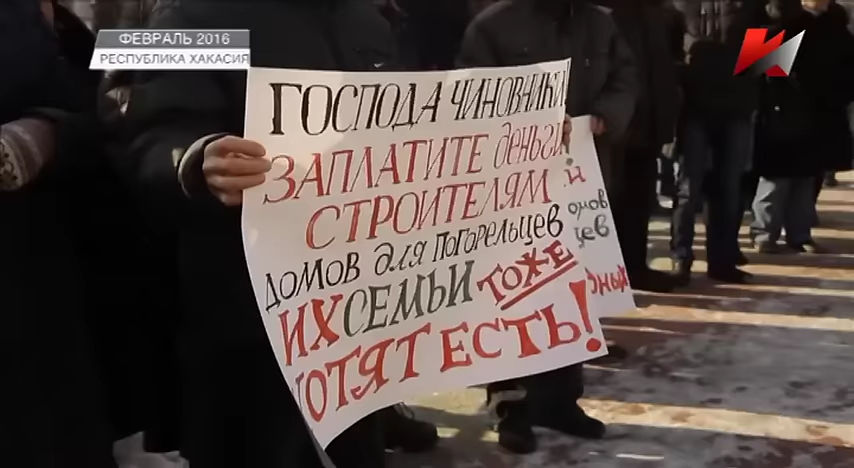 ФЕВРАЛЬ 2016
РЕСПУБЛИКА ХАКАСИЯ
К
ГОСПОДА ЧИНОВНИКИ
ЗАПЛАТИТЕ деньги
СТРОИТЕЛЯМ
ДОМОВ для ПОГОРЕЛЬЦЕВ
ИХ СЕМЬИ ТОЖЕ
ХОТЯТ ЕСТЬ!